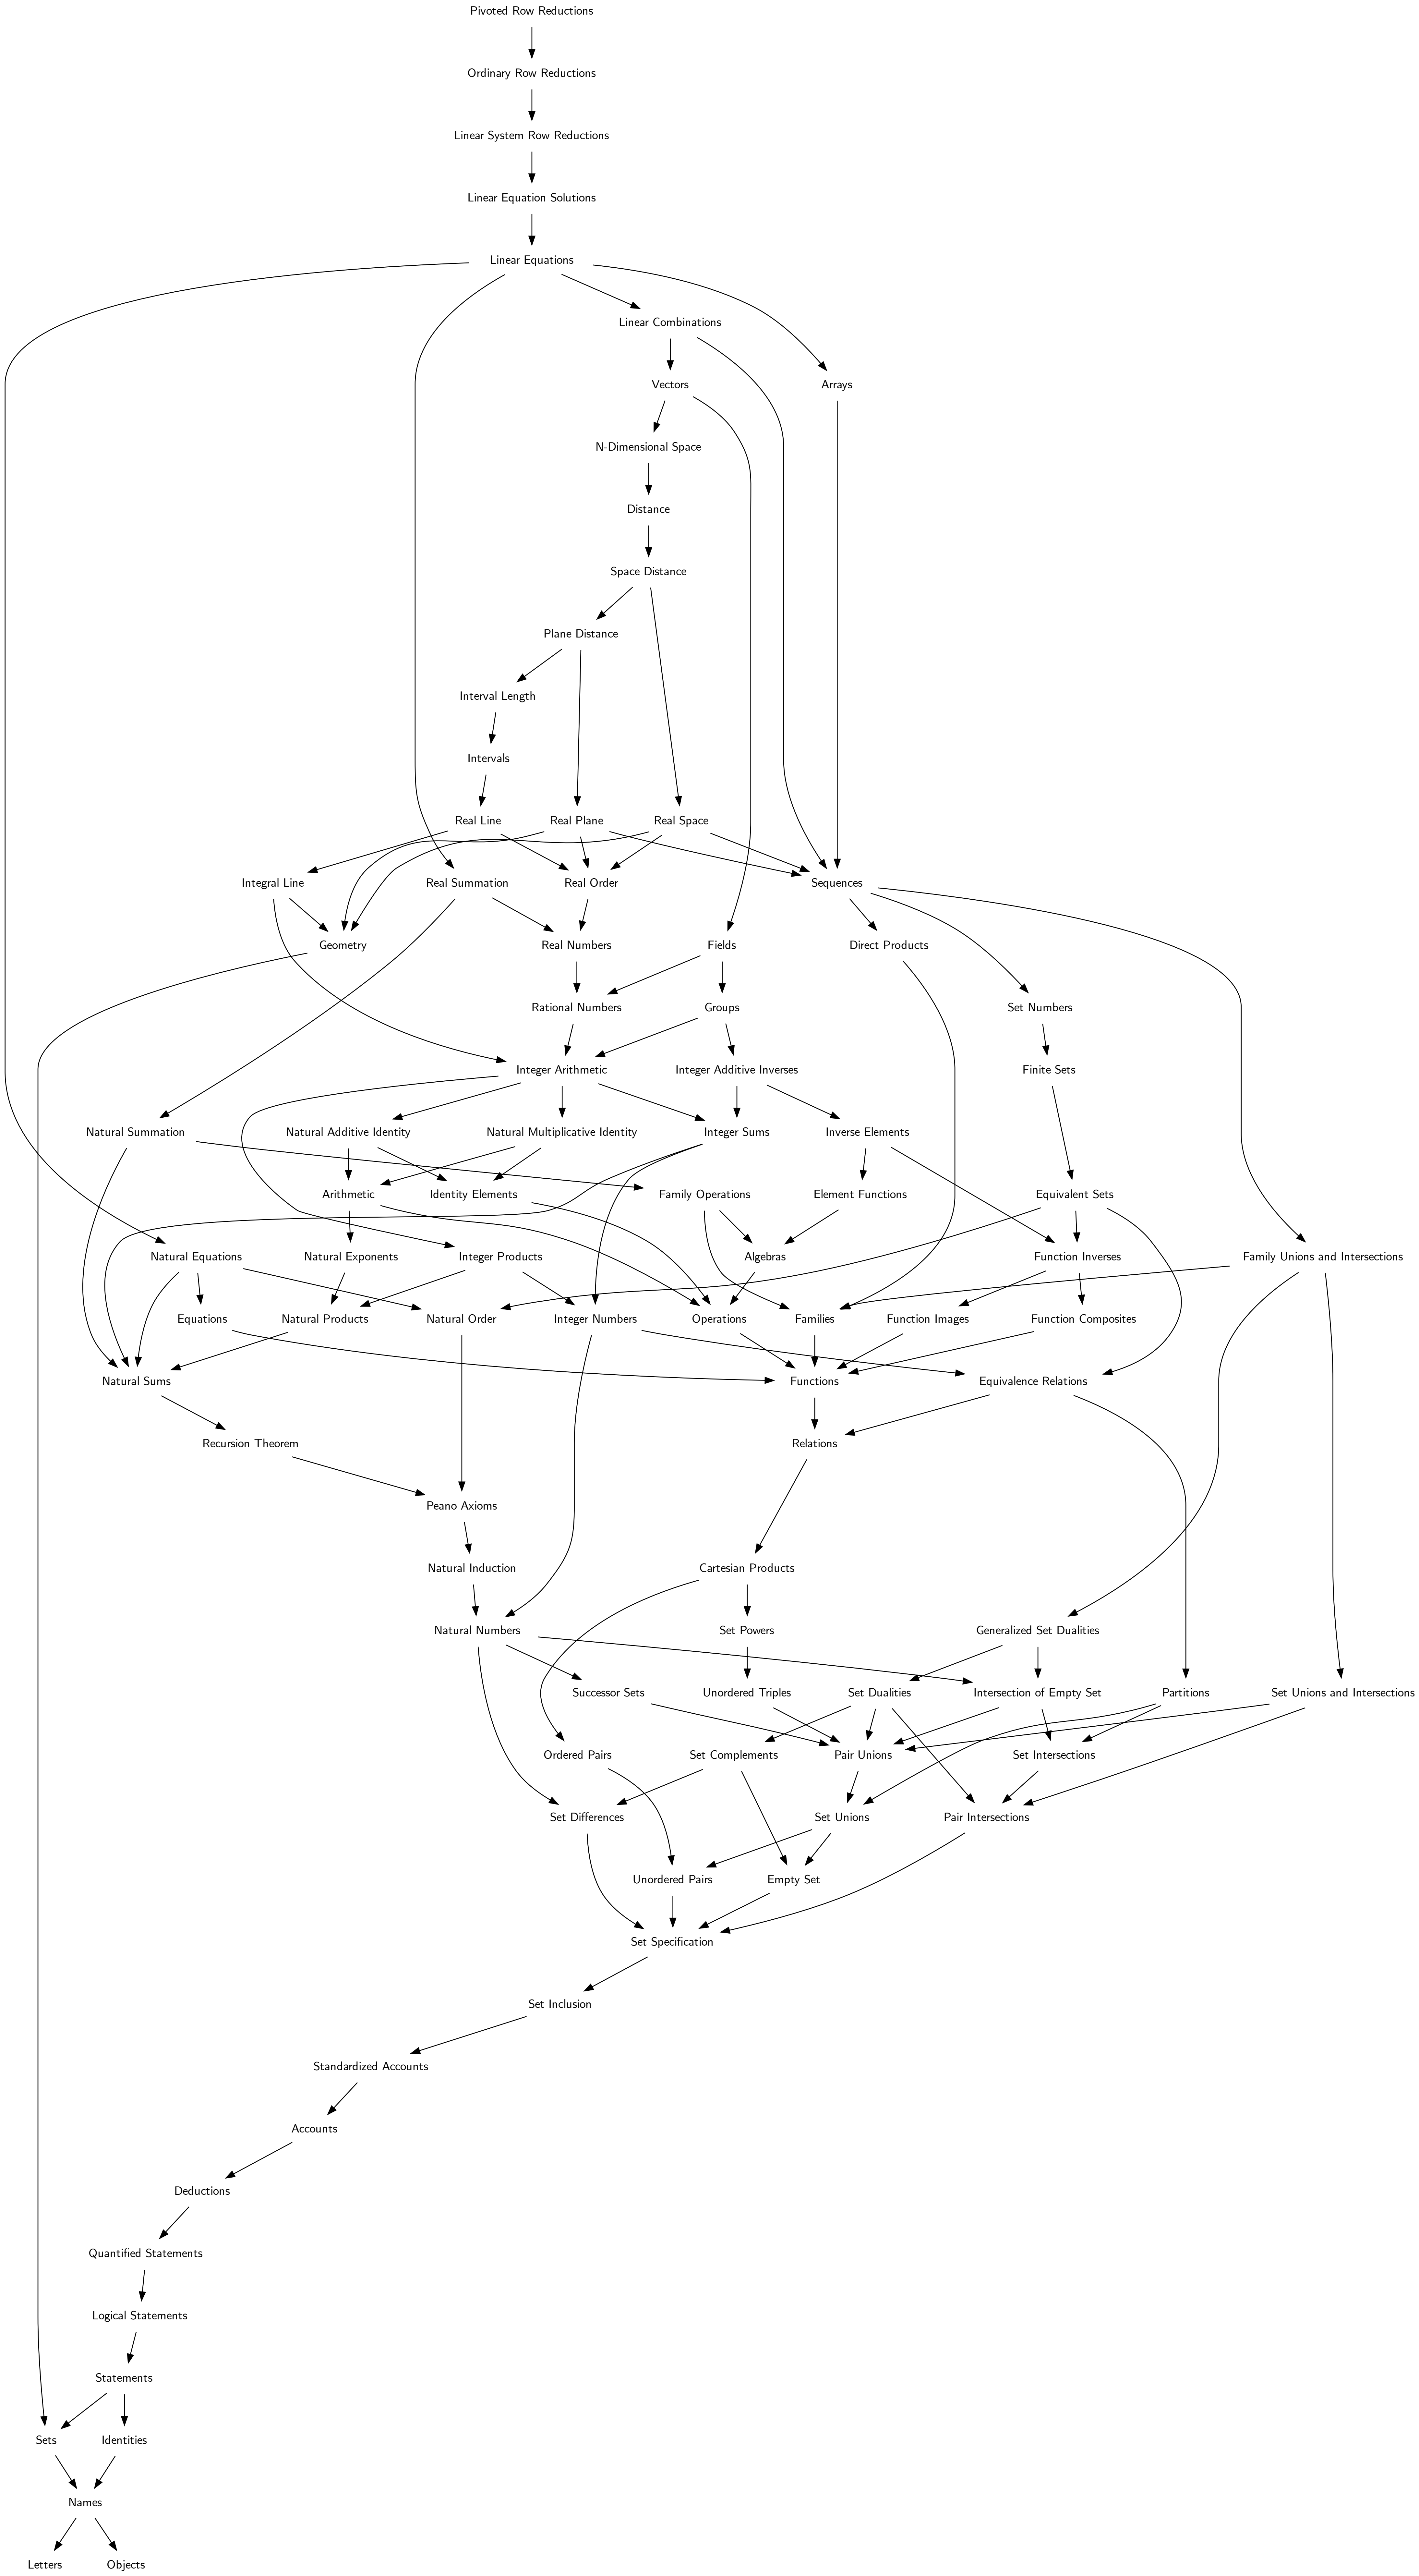 Pivoted Row Reductions
Ordinary Row Reductions
Linear System Row Reductions
Linear Equation Solutions
Linear Equations
Linear Combinations
Vectors
Arrays
N-Dimensional Space
Distance
Space Distance
Plane Distance
Interval Length
Intervals
Real Line
Real Plane
Real Space
Integral Line
Real Summation
Real Order
Sequences
Geometry
Real Numbers
Fields
Direct Products
Rational Numbers
Groups
Set Numbers
Integer Arithmetic
Integer Additive Inverses
Finite Sets
Natural Summation
Natural Additive Identity
Natural Multiplicative Identity
Integer Sums
Inverse Elements
Arithmetic
Identity Elements
Family Operations
Element Functions
Equivalent Sets
Natural Equations
Natural Exponents
Integer Products
Algebras
Function Inverses
Family Unions and Intersections
Equations
Natural Products
Natural Order
Integer Numbers
Operations
Families
Function Images
Function Composites
Natural Sums
Functions
Equivalence Relations
Recursion Theorem
Relations
Peano Axioms
Natural Induction
Cartesian Products
Natural Numbers
Set Powers
Generalized Set Dualities
Successor Sets
Unordered Triples
Set Dualities
Intersection of Empty Set
Partitions
Set Unions and Intersections
Ordered Pairs
Set Complements
Pair Unions
Set Intersections
Set Differences
Set Unions
Pair Intersections
Unordered Pairs
Empty Set
Set Specification
Set Inclusion
Standardized Accounts
Accounts
Deductions
Quantified Statements
Logical Statements
Statements
Sets
Identities
Names
Letters
Objects